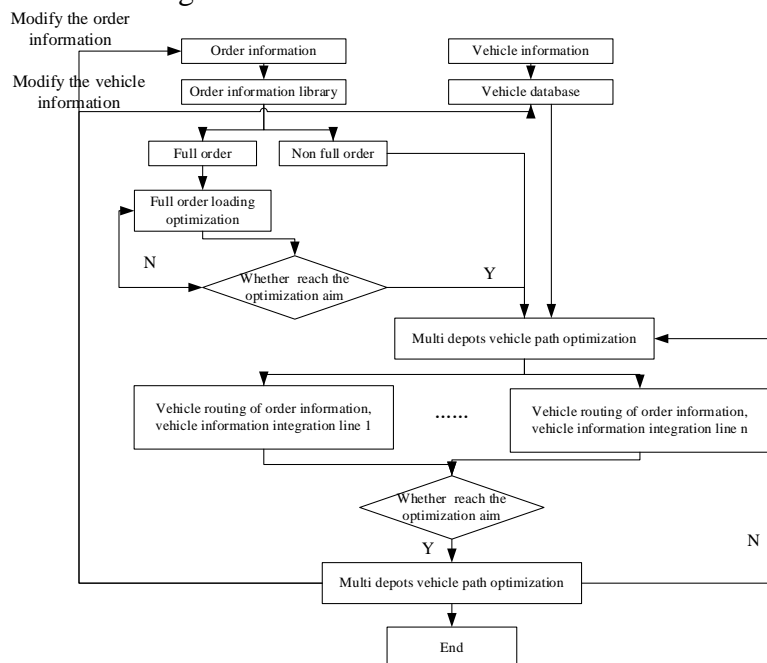 Modify the order
information
Order information
Vehicle information
Modify the vehicle
information
Order information library
Vehicle database
Full order
Non full order
Full order loading
optimization
N
Whether reach the
optimization aim
Y
Multi depots vehicle path optimization
Vehicle routing of order information,
vehicle information integration line 1
......
Vehicle routing of order information,
vehicle information integration line n
Whether reach the
optimization aim
Y
N
Multi depots vehicle path optimization
End